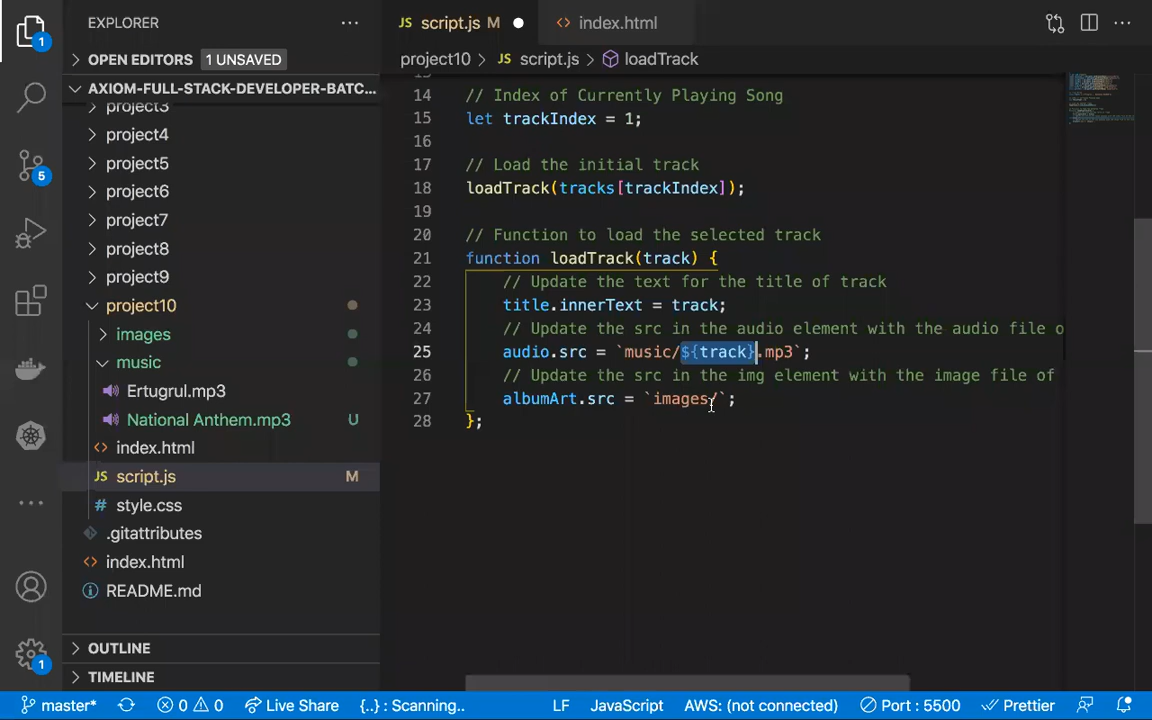 EXPLORER
OPEN EDITORS 1 UNSAVED
AXIOM-FULL-STACK-DEVELOPER-BATC...
project3
project4
project5
project6
project7
project8
project9
project10
images
music
Ertugrul.mp3
National Anthem.mp3 U
index.html
JS script.js M
# style.css
.gitattributes
<> index.html
README.md
OUTLINE
TIMELINE
1
5
1
JS script.js M
<> index.html
project10 > JS script.js > loadTrack
14 // Index of Currently Playing Song
15 let trackIndex = 1;
16
17 // Load the initial track
18 loadTrack(tracks[trackIndex]);
19
20 // Function to load the selected track
21 function loadTrack(track) {
22 // Update the text for the title of track
23 title.innerText = track;
24 // Update the src in the audio element with the audio file o
25 audio.src = `music/${track}.mp3`;
26 // Update the src in the img element with the image file of
27 albumArt.src = `images/`;
28 };
master* 0 0 Live Share {..} : Scanning.. LF JavaScript AWS: (not connected) Port : 5500 Prettier